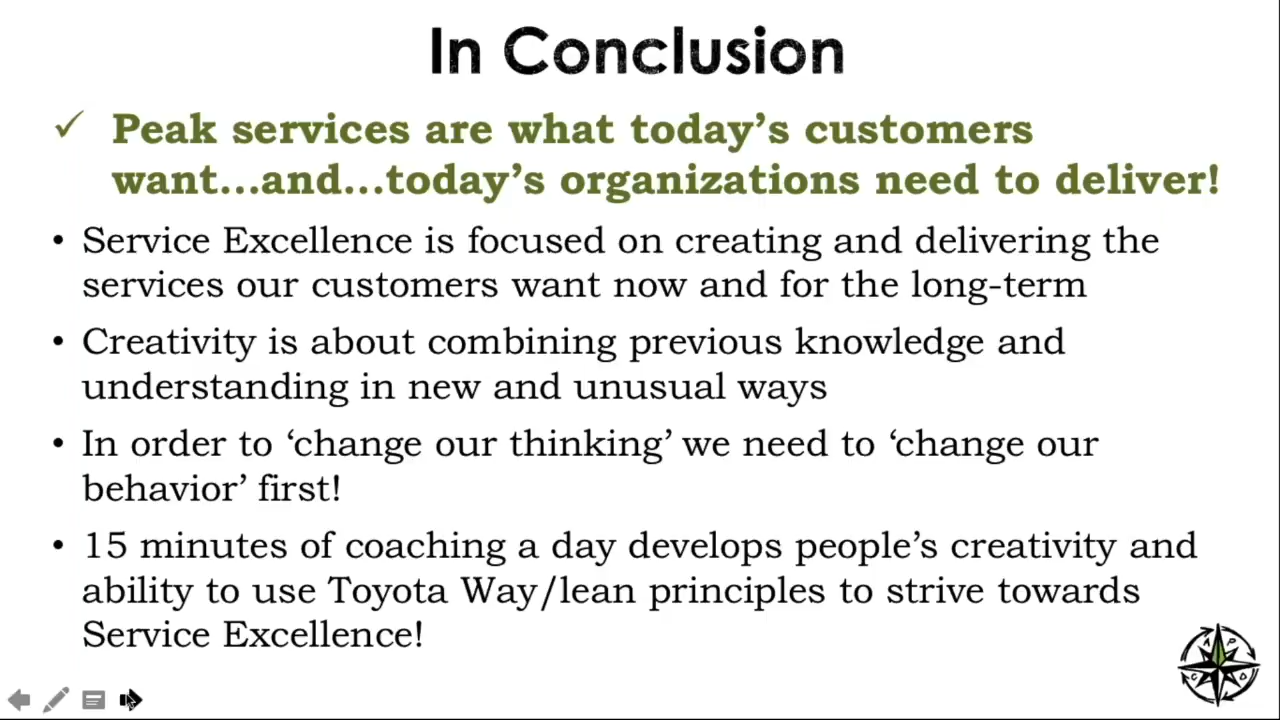 In Conclusion
✓ Peak services are what today’s customers
want...and...today’s organizations need to deliver!
• Service Excellence is focused on creating and delivering the
services our customers want now and for the long-term
• Creativity is about combining previous knowledge and
understanding in new and unusual ways
• In order to ‘change our thinking’ we need to ‘change our
behavior’ first!
• 15 minutes of coaching a day develops people’s creativity and
ability to use Toyota Way/lean principles to strive towards
Service Excellence!
A P
C D